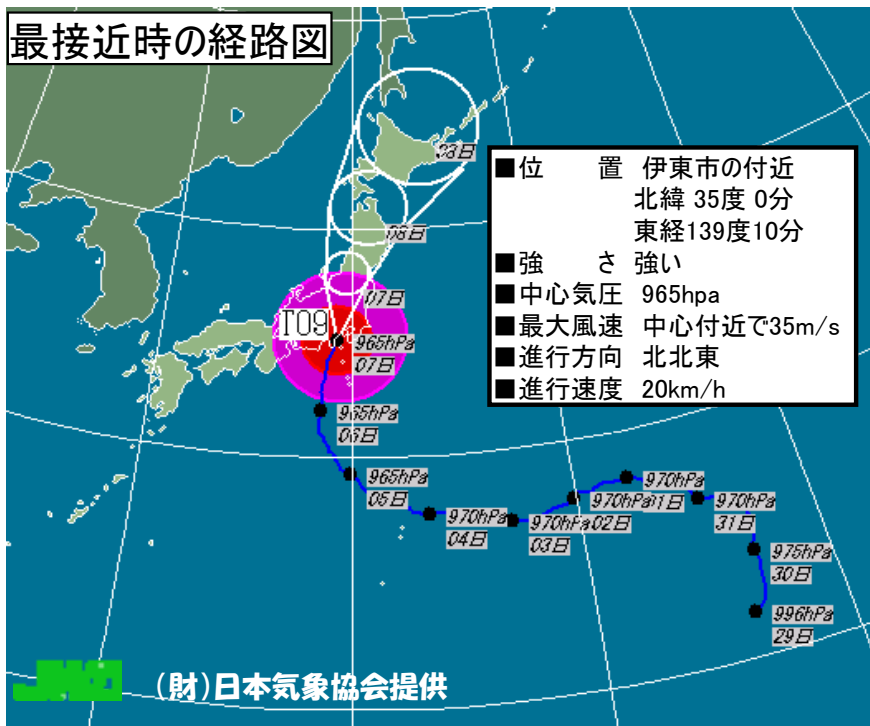 最接近時の経路図
■位　　置 伊東市の付近
北緯 35度 0分
東経139度10分
■強　　さ 強い
■中心気圧 965hpa
■最大風速 中心付近で35m/s
■進行方向 北北東
■進行速度 20km/h
08日
08日
07日
T09
965hPa
07日
965hPa
06日
965hPa
05日
970hPa
04日
970hPa
03日
970hPa
02日
970hPa
01日
970hPa
31日
975hPa
30日
996hPa
29日
(財)日本気象協会提供